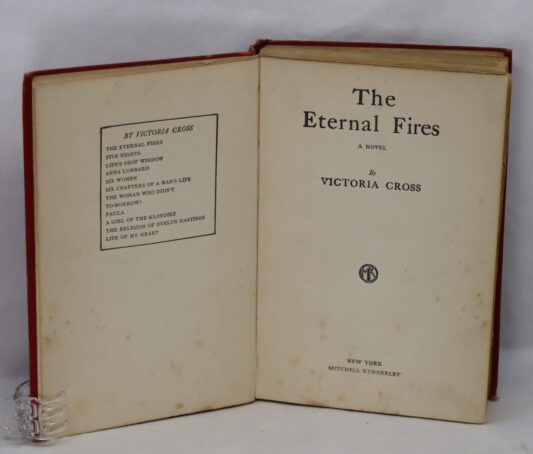 BY VICTORIA CROSS
THE ETERNAL FIRES
FIVE NIGHTS
LIFE'S SHOP WINDOW
ANNA LOMBARD
SIX WOMEN
SIX CHAPTERS OF A MAN'S LIFE
THE WOMAN WHO DIDN'T
TOMORROW?
PAULA
A GIRL OF THE KLONDIKE
THE RELIGION OF EVELYN HASTINGS
LIFE OF MY HEART
The
Eternal Fires
A NOVEL
By
VICTORIA CROSS
NEW YORK
MITCHELL KENNERLEY